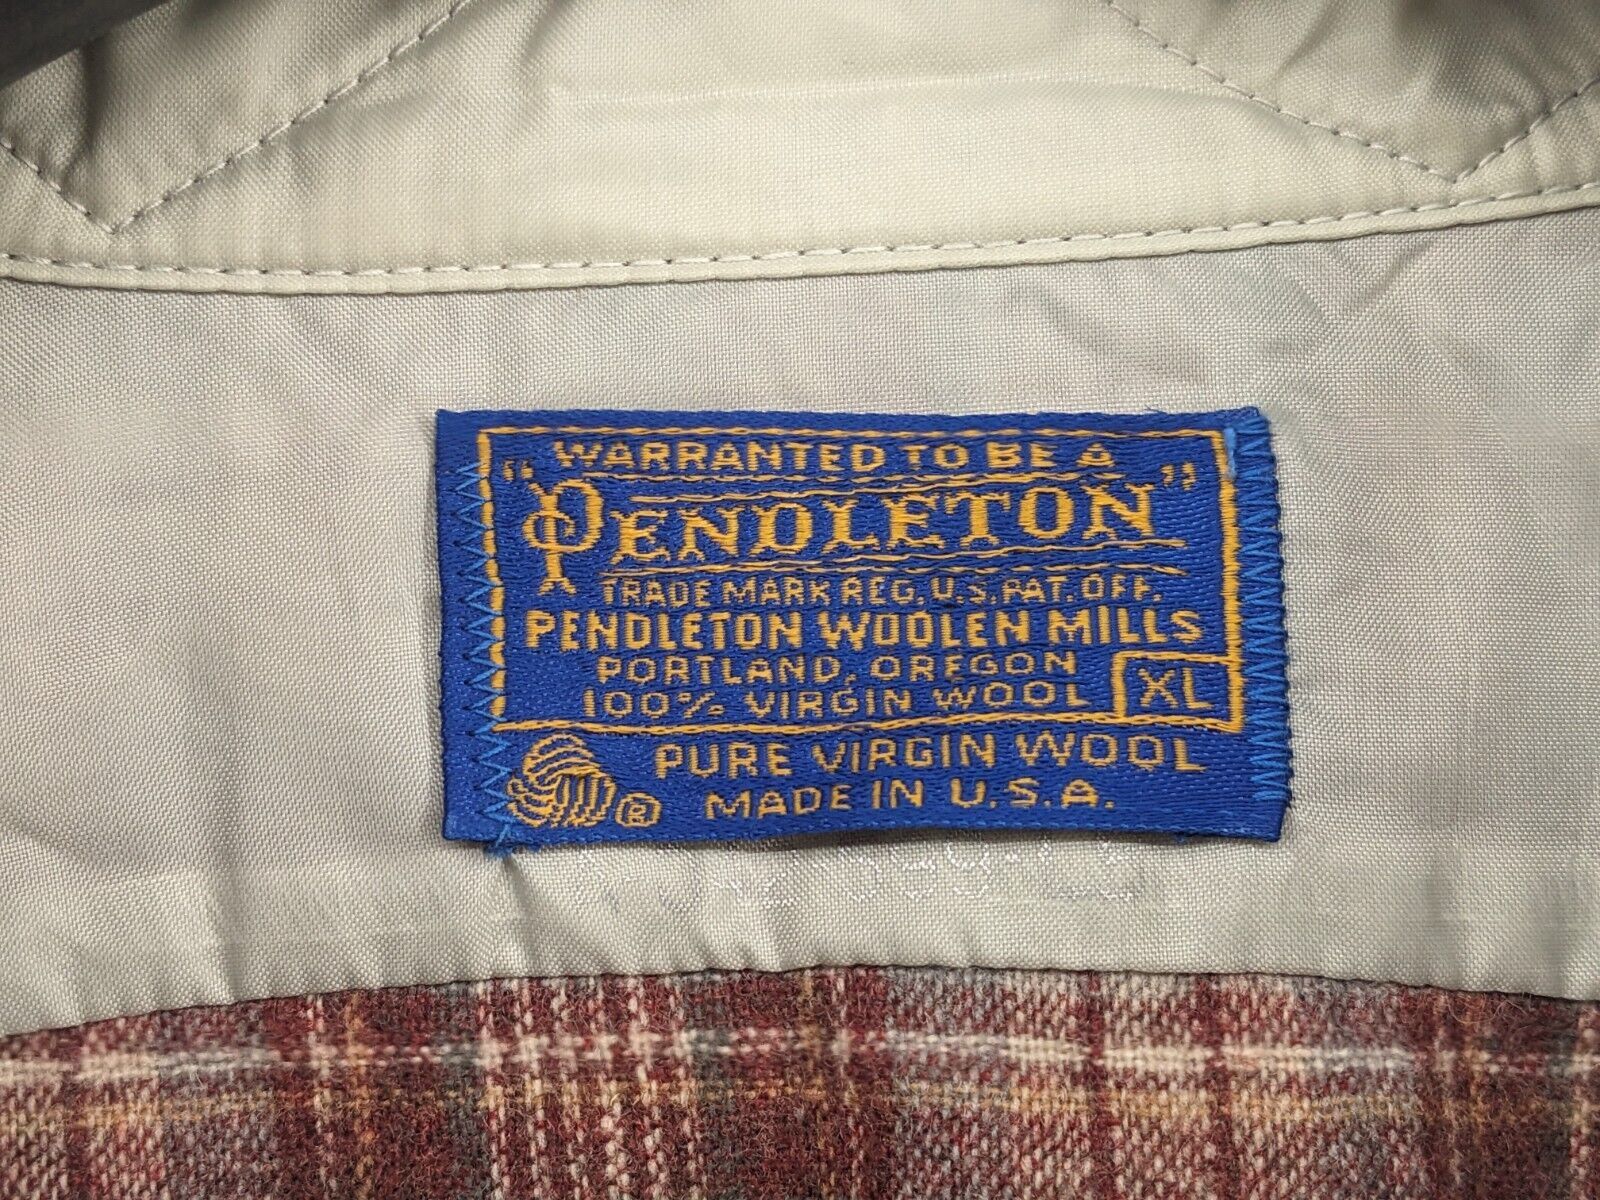 WARRANTED TO BE A
"PENDLETON"
TRADE MARK REG. U.S. PAT. OFF.
PENDLETON WOOLEN MILLS
PORTLAND, OREGON
100% VIRGIN WOOL XL
PURE VIRGIN WOOL
® MADE IN U.S.A.